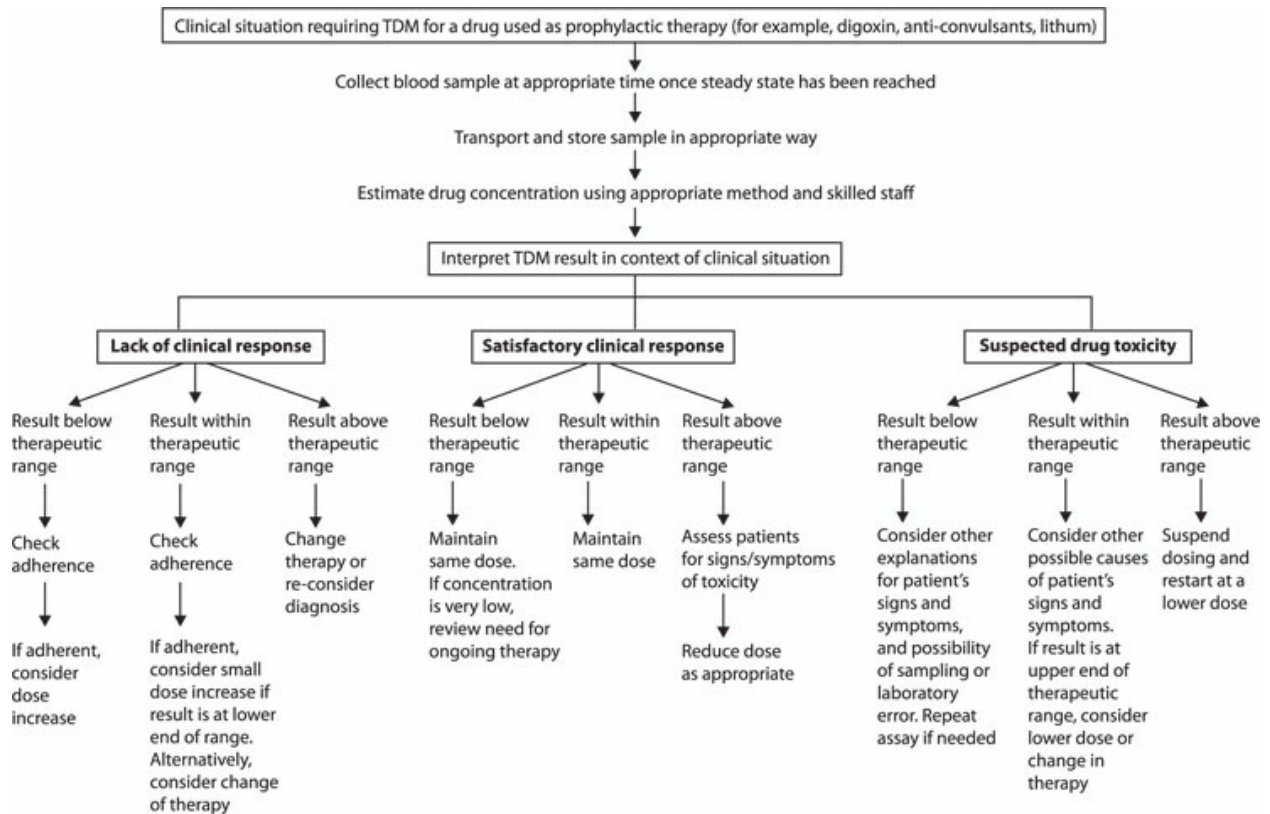 Clinical situation requiring TDM for a drug used as prophylactic therapy (for example, digoxin, anti-convulsants, lithum)
Collect blood sample at appropriate time once steady state has been reached
Transport and store sample in appropriate way
Estimate drug concentration using appropriate method and skilled staff
Interpret TDM result in context of clinical situation
Lack of clinical response
Result below
therapeutic
range
Check
adherence
If adherent,
consider
dose
increase
Result within
therapeutic
range
Check
adherence
If adherent,
consider small
dose increase if
result is at lower
end of range.
Alternatively,
consider change
of therapy
Result above
therapeutic
range
Change
therapy or
re-consider
diagnosis
Satisfactory clinical response
Result below
therapeutic
range
Maintain
same dose.
If concentration
is very low,
review need for
ongoing therapy
Result within
therapeutic
range
Maintain
same dose
Result above
therapeutic
range
Assess patients
for signs/symptoms
of toxicity
Reduce dose
as appropriate
Suspected drug toxicity
Result below
therapeutic
range
Consider other
explanations
for patient's
signs and
symptoms,
and possibility
of sampling or
laboratory
error. Repeat
assay if needed
Result within
therapeutic
range
Consider other
possible causes
of patient's
signs and
symptoms.
If result is at
upper end of
therapeutic
range, consider
lower dose or
change in
therapy
Result above
therapeutic
range
Suspend
dosing and
restart at a
lower dose